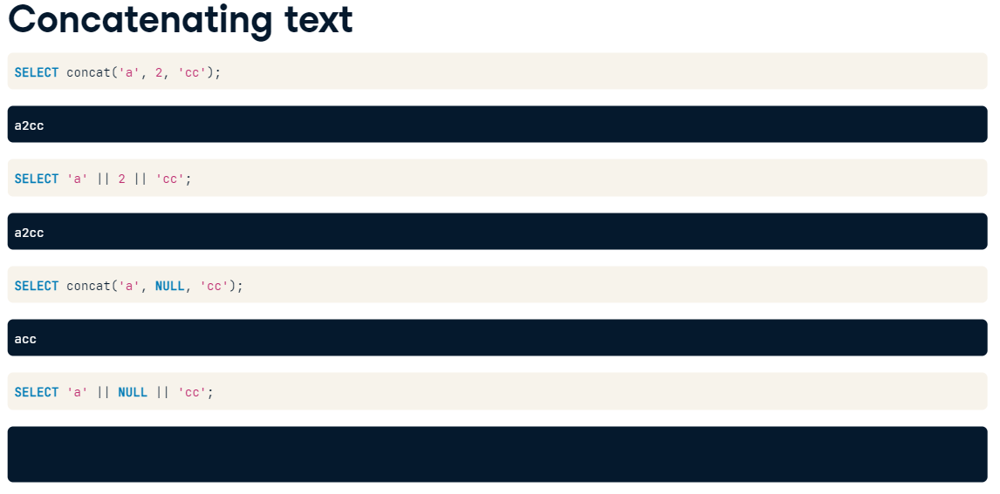 Concatenating text
SELECT concat('a', 2, 'cc');
a2cc
SELECT 'a' || 2 || 'cc';
a2cc
SELECT concat('a', NULL, 'cc');
acc
SELECT 'a' || NULL || 'cc';